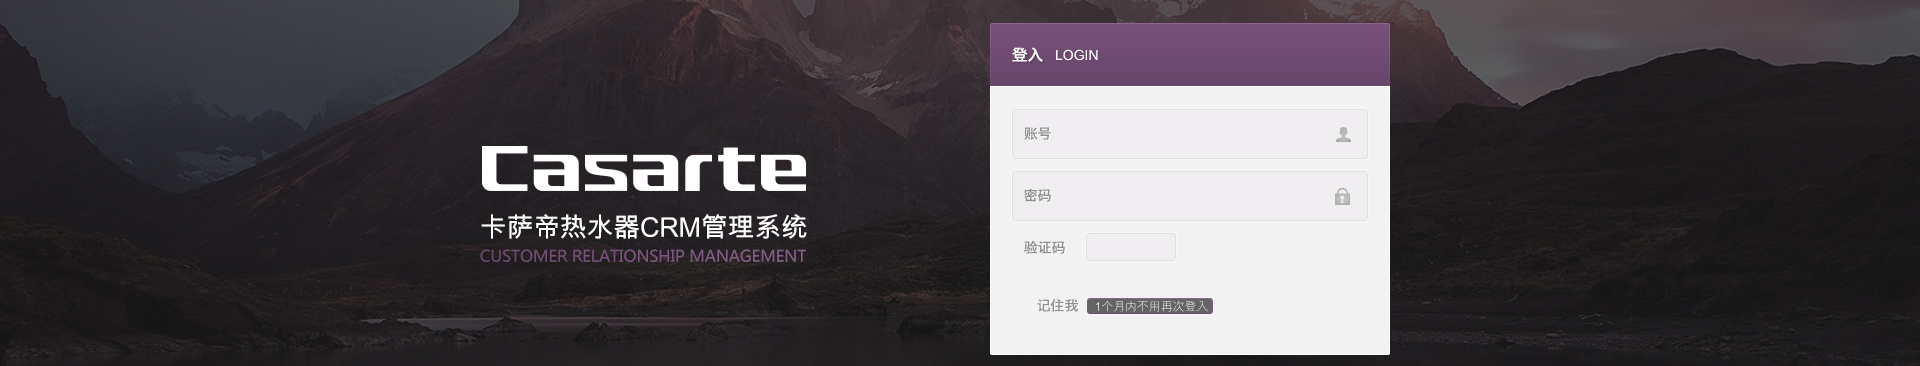 Casarte
卡萨帝热水器CRM管理系统
CUSTOMER RELATIONSHIP MANAGEMENT
登入 LOGIN
账号
密码
验证码
记住我 1个月内不用再次登入